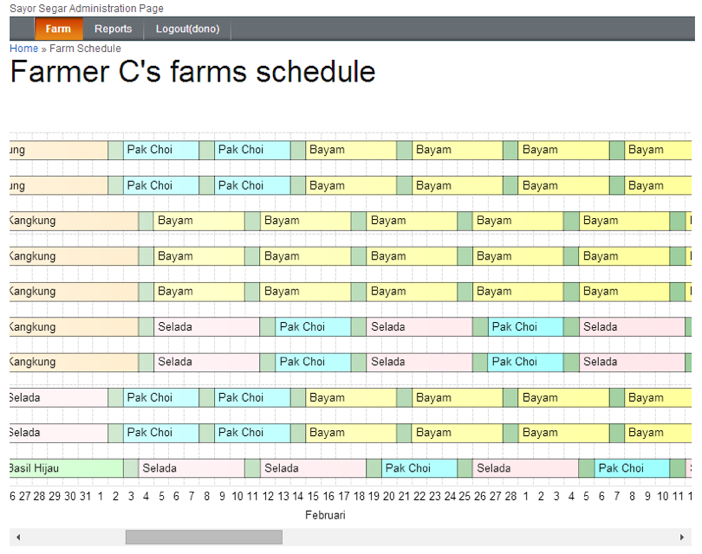 Sayor Segar Administration Page
Farm Reports Logout(dono)
Home » Farm Schedule
Farmer C's farms schedule
ung Pak Choi Pak Choi Bayam Bayam Bayam Bayam
ung Pak Choi Pak Choi Bayam Bayam Bayam Bayam
Kangkung Bayam Bayam Bayam Bayam Bayam
Kangkung Bayam Bayam Bayam Bayam Bayam
Kangkung Bayam Bayam Bayam Bayam Bayam
Kangkung Selada Pak Choi Selada Pak Choi Selada
Kangkung Selada Pak Choi Selada Pak Choi Selada
Selada Pak Choi Pak Choi Bayam Bayam Bayam Bayam
Selada Pak Choi Pak Choi Bayam Bayam Bayam Bayam
Basil Hijau Selada Selada Pak Choi Selada Pak Choi
6 27 28 29 30 31 1 2 3 4 5 6 7 8 9 10 11 12 13 14 15 16 17 18 19 20 21 22 23 24 25 26 27 28 1 2 3 4 5 6 7 8 9 10 11 1
Februari